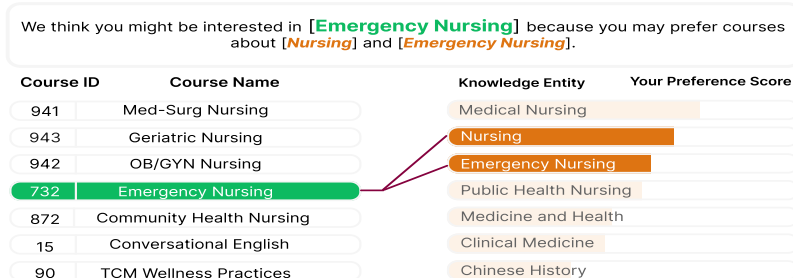 We think you might be interested in [Emergency Nursing] because you may prefer courses
about [Nursing] and [Emergency Nursing].
Course ID Course Name Knowledge Entity Your Preference Score
941 Med-Surg Nursing Medical Nursing
943 Geriatric Nursing Nursing
942 OB/GYN Nursing Emergency Nursing
732 Emergency Nursing Public Health Nursing
872 Community Health Nursing Medicine and Health
15 Conversational English Clinical Medicine
90 TCM Wellness Practices Chinese History